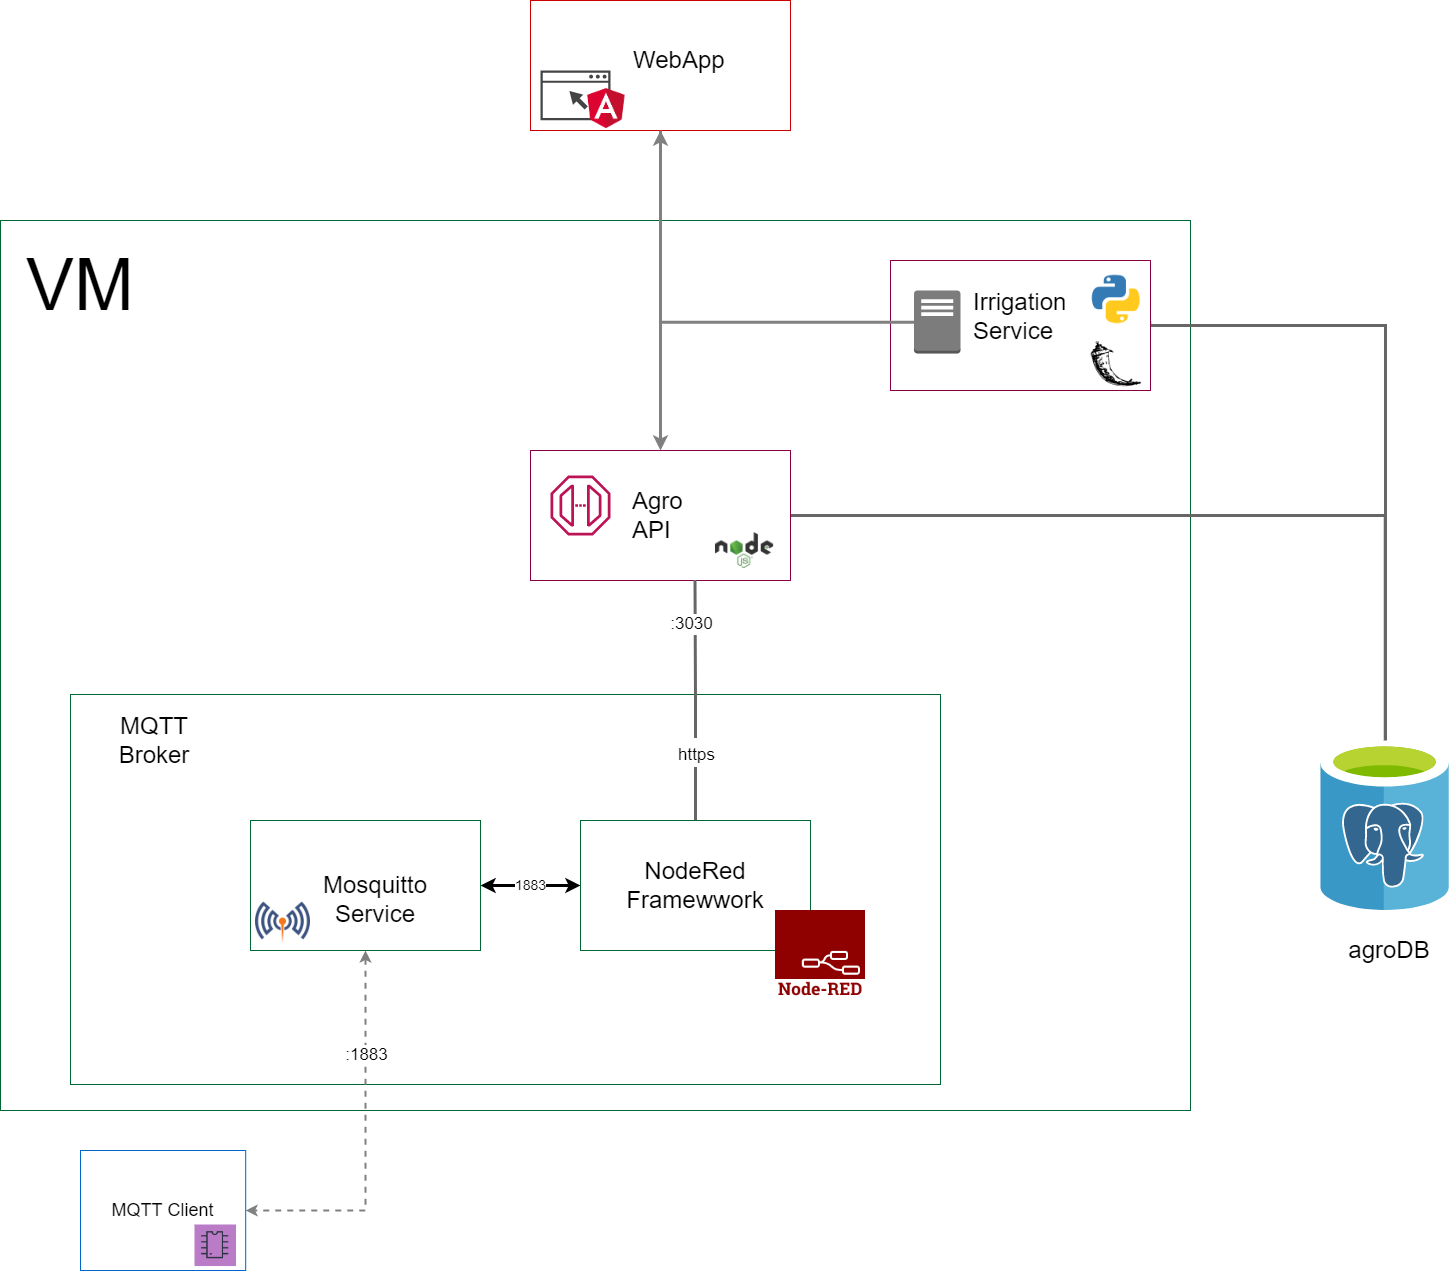 WebApp
A
VM
Irrigation
Service
Agro
API
node
JS
:3030
MQTT
Broker
https
Mosquitto
Service
1883
NodeRed
Framewwork
Node-RED
agroDB
:1883
MQTT Client